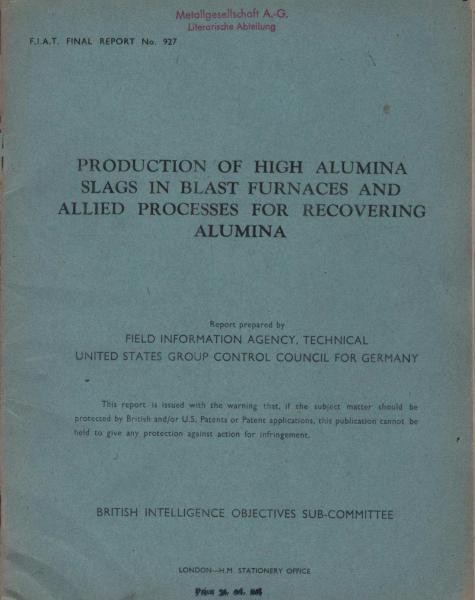 Metallgesellschaft A.-G.
Literarische Abteilung
F.I.A.T. FINAL REPORT No. 927
PRODUCTION OF HIGH ALUMINA
SLAGS IN BLAST FURNACES AND
ALLIED PROCESSES FOR RECOVERING
ALUMINA
Report prepared by
FIELD INFORMATION AGENCY, TECHNICAL
UNITED STATES GROUP CONTROL COUNCIL FOR GERMANY
This report is issued with the warning that, if the subject matter should be
protected by British and/or U.S. Patents or Patent applications, this publication cannot be
held to give any protection against action for infringement.
BRITISH INTELLIGENCE OBJECTIVES SUB-COMMITTEE
LONDON—H.M. STATIONERY OFFICE
Price